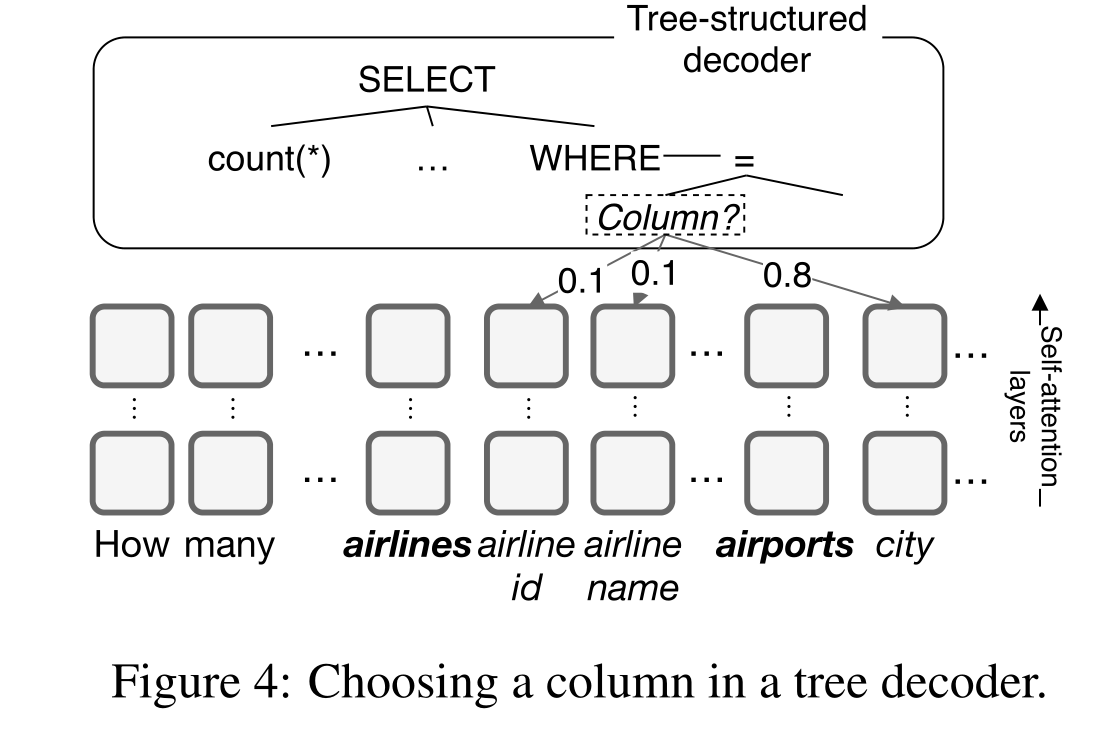 Tree-structured
decoder
SELECT
count(*) ... WHERE =
Column?
0.1 0.1 0.8
... ... ...
... ... ...
Self-attention
layers
How many airlines airline airline airports city
id name
Figure 4: Choosing a column in a tree decoder.